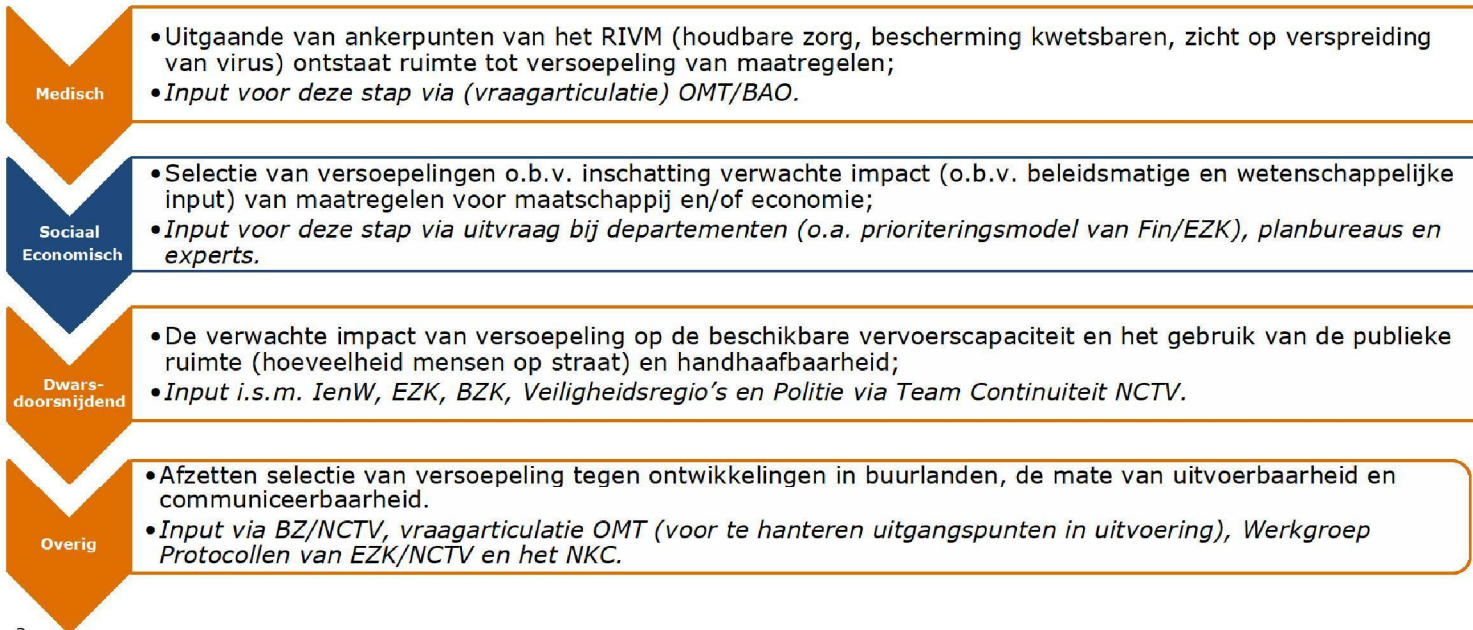 •Uitgaande van ankerpunten van het RIVM (houdbare zorg, bescherming kwetsbaren, zicht op verspreiding
van virus) ontstaat ruimte tot versoepeling van maatregelen;
Medisch
•Input voor deze stap via (vraagarticulatie) OMT/BAO.
•Selectie van versoepelingen o.b.v. inschatting verwachte impact (o.b.v. beleidsmatige en wetenschappelijke
input) van maatregelen voor maatschappij en/of economie;
Sociaal
Economisch
•Input voor deze stap via uitvraag bij departementen (o.a. prioriteringsmodel van Fin/EZK), planbureaus en
experts.
•De verwachte impact van versoepeling op de beschikbare vervoerscapaciteit en het gebruik van de publieke
ruimte (hoeveelheid mensen op straat) en handhaafbaarheid;
Dwars-
doorsnijdend
•Input i.s.m. IenW, EZK, BZK, Veiligheidsregio's en Politie via Team Continuiteit NCTV.
•Afzetten selectie van versoepeling tegen ontwikkelingen in buurlanden, de mate van uitvoerbaarheid en
communiceerbaarheid.
Overig
•Input via BZ/NCTV, vraagarticulatie OMT (voor te hanteren uitgangspunten in uitvoering), Werkgroep
Protocollen van EZK/NCTV en het NKC.